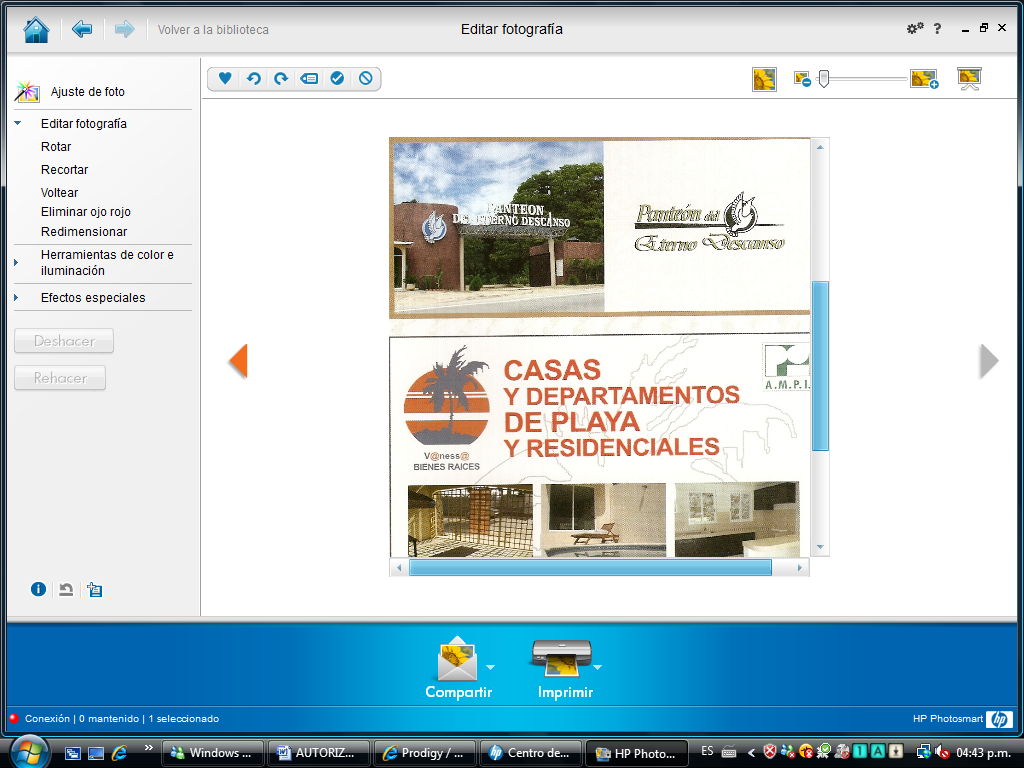 Volver a la biblioteca
Editar fotografía
?
Ajuste de foto
Editar fotografía
Rotar
Recortar
Voltear
Eliminar ojo rojo
Redimensionar
Herramientas de color e
iluminación
Efectos especiales
Deshacer
Rehacer
PANTEON
DEL ETERNO DESCANSO
Panteón del
Eterno Descanso
CASAS
Y DEPARTAMENTOS
DE PLAYA
Y RESIDENCIALES
V@ness@
BIENES RAICES
A.M.P.I.
Compartir
Imprimir
Conexión | 0 mantenido | 1 seleccionado
HP Photosmart
hp
Windows ...
AUTORIZ...
Prodigy / ...
Centro de...
HP Photo...
ES
1
A
04:43 p.m.